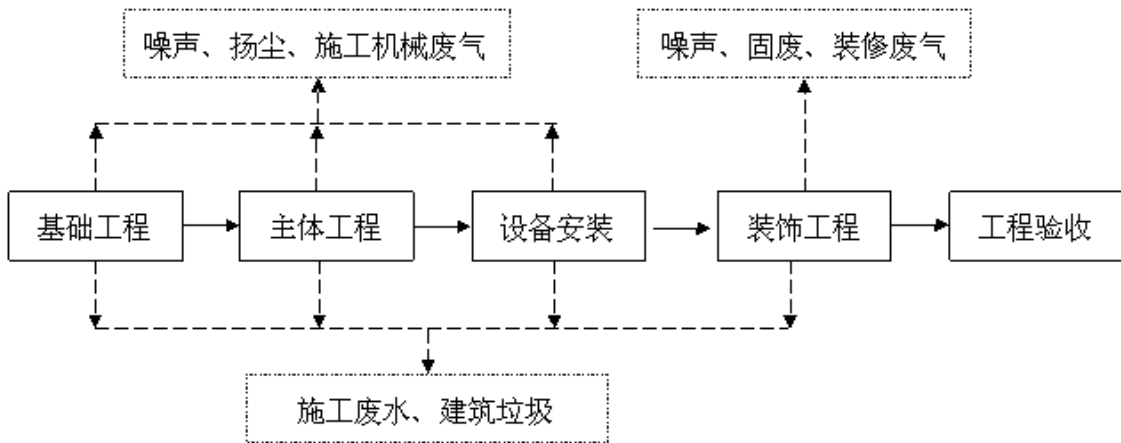 噪声、扬尘、施工机械废气
噪声、固废、装修废气
基础工程
主体工程
设备安装
装饰工程
工程验收
施工废水、建筑垃圾